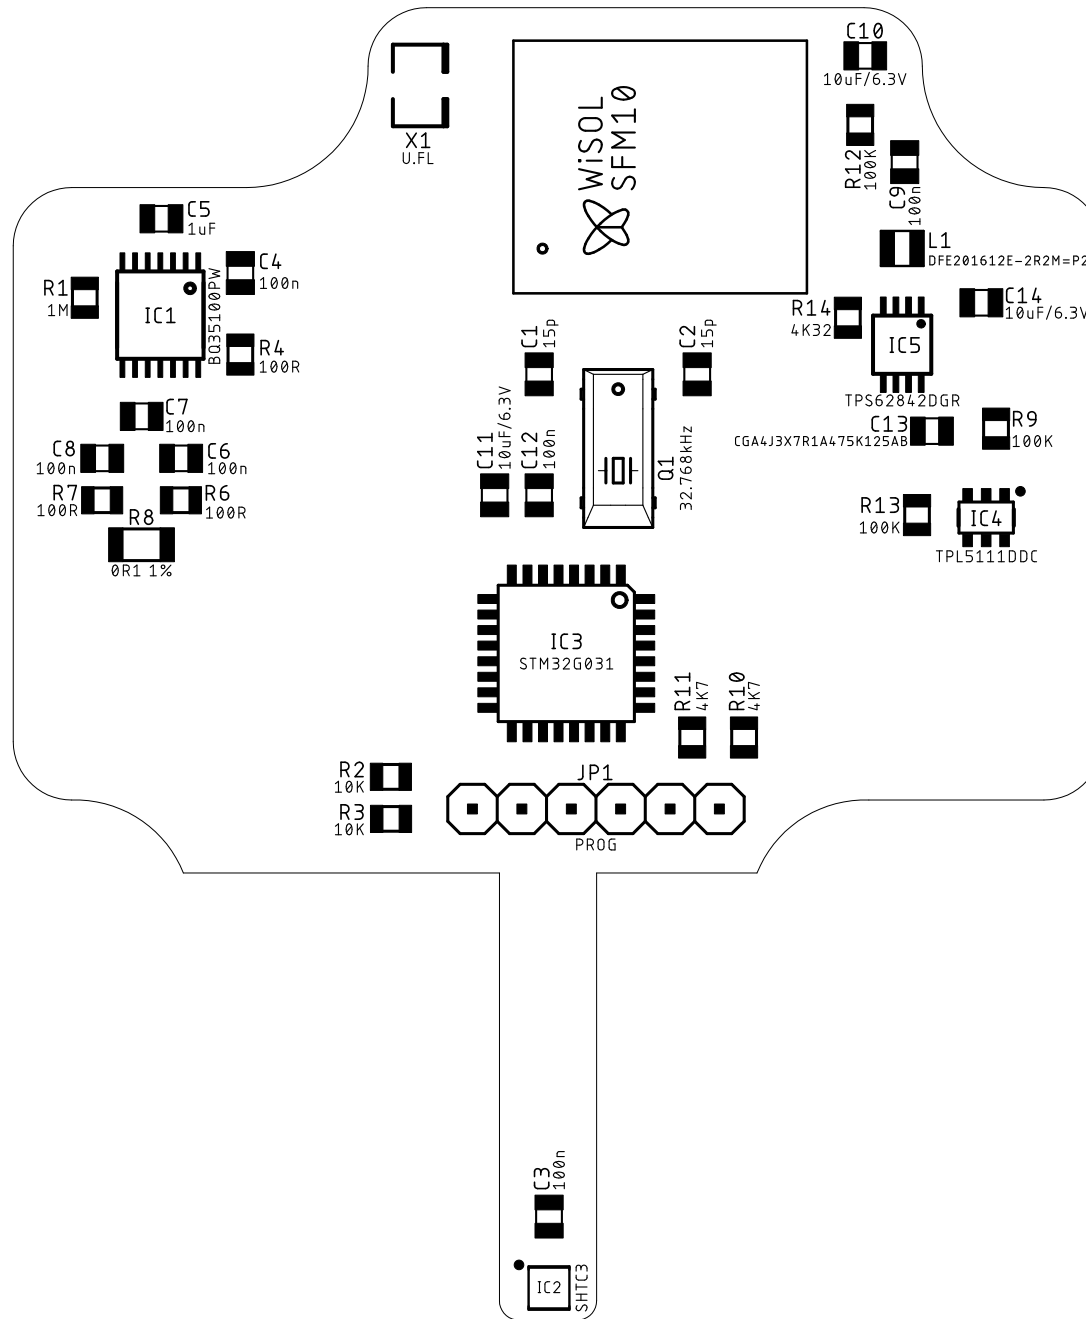 C10
10uF/6.3V
X1
U.FL
WiSOL
SFM10
R12
100K
C9
100n
C5
1uF
C4
100n
R1
1M
IC1
BQ35100PW
R4
100R
L1
DFE201612E-2R2M=P2
C14
10uF/6.3V
R14
4K32
IC5
TPS62842DGR
C1
15p
C2
15p
C7
100n
C8
100n
C6
100n
R7
100R
R6
100R
R8
0R1 1%
C11
10uF/6.3V
C12
100n
Q1
32.768kHz
C13
CGA4J3X7R1A475K125AB
R9
100K
R13
100K
IC4
TPL5111DDC
IC3
STM32G031
R11
4K7
R10
4K7
R2
10K
R3
10K
JP1
PROG
C3
100n
IC2
SHTC3